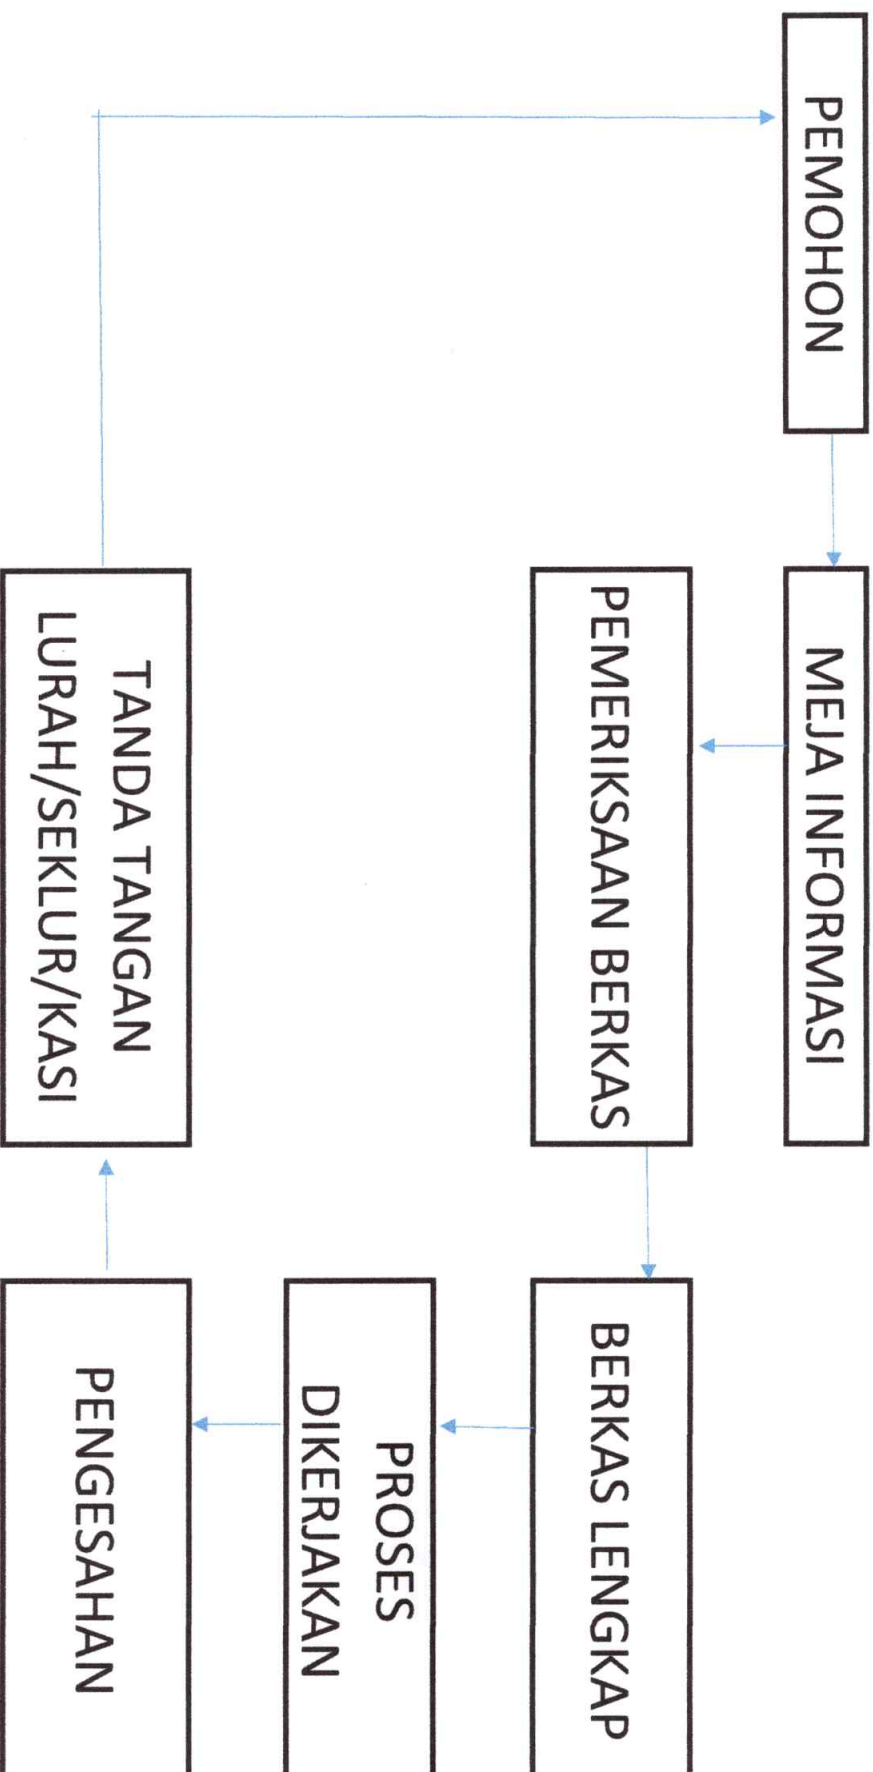 PEMOHON
MEJA INFORMASI
PEMERIKSAAN BERKAS
BERKAS LENGKAP
PROSES
DIKERJAKAN
PENGESAHAN
TANDA TANGAN
LURAH/SEKLUR/KASI